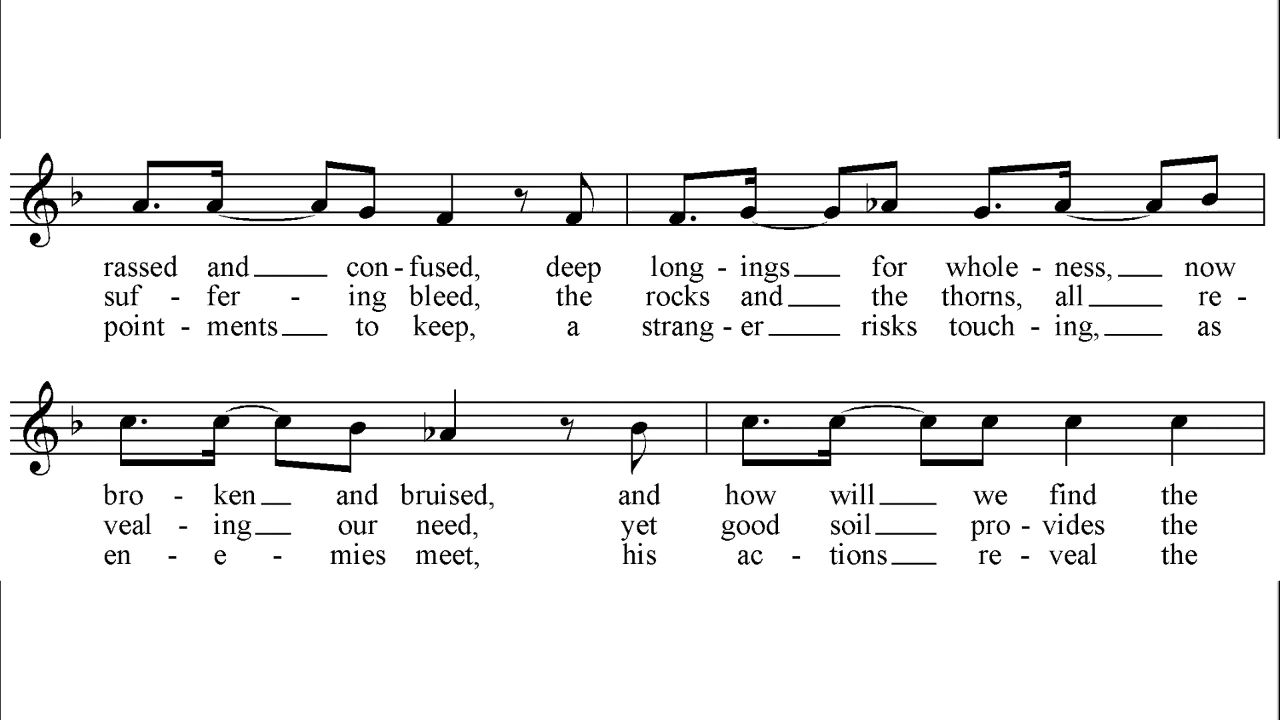 rassed and con - fused, deep long - ings for whole - ness, now
suf - fer - ing bleed, the rocks and the thorns, all re -
point - ments to keep, a strang - er risks touch - ing, as
bro - ken and bruised, and how will we find the
veal - ing our need, yet good soil pro - vides the
en - e - mies meet, his ac - tions re - veal the